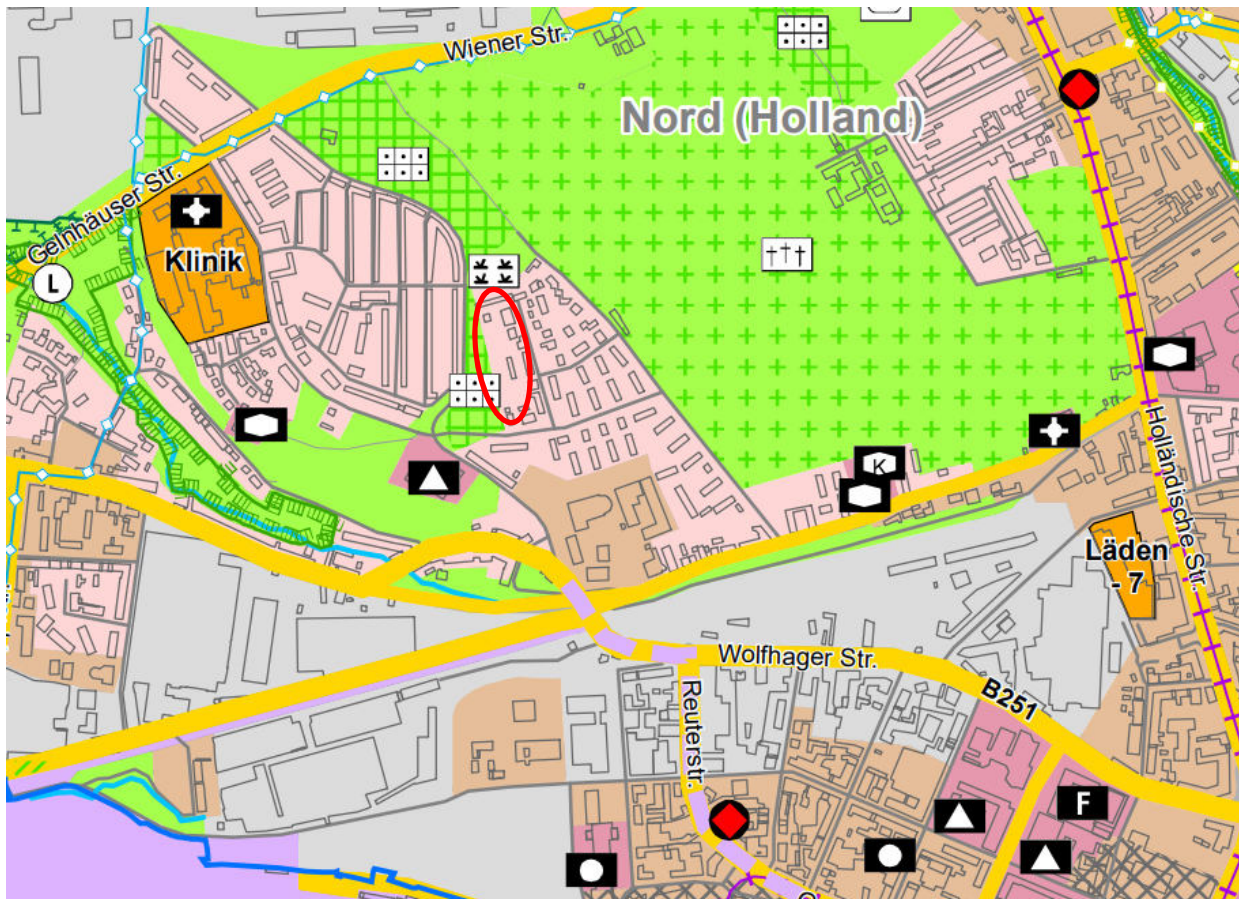 Wiener Str.
Nord (Holland)
Gelnhäuser Str.
Klinik
L
K
Holländische Str.
Läden
- 7
Wolfhager Str.
B251
Reuterstr.
F